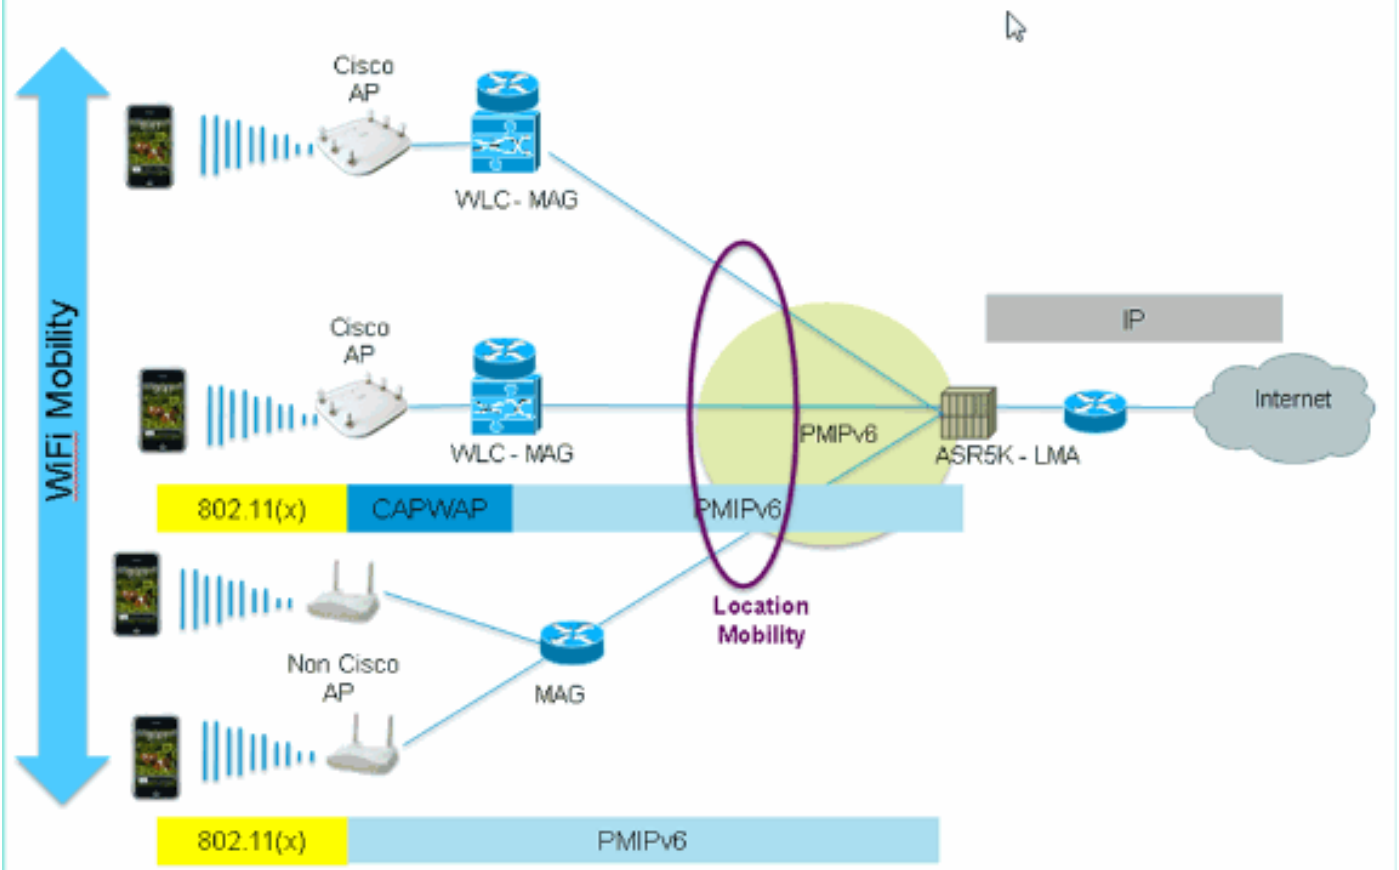 Cisco
AP
WLC - MAG
WiFi Mobility
IP
Cisco
AP
Internet
PMIPv6
WLC - MAG
ASR5K - LMA
802.11(x)
CAPWAP
PMIPv6
Location
Mobility
Non Cisco
AP
MAG
802.11(x)
PMIPv6